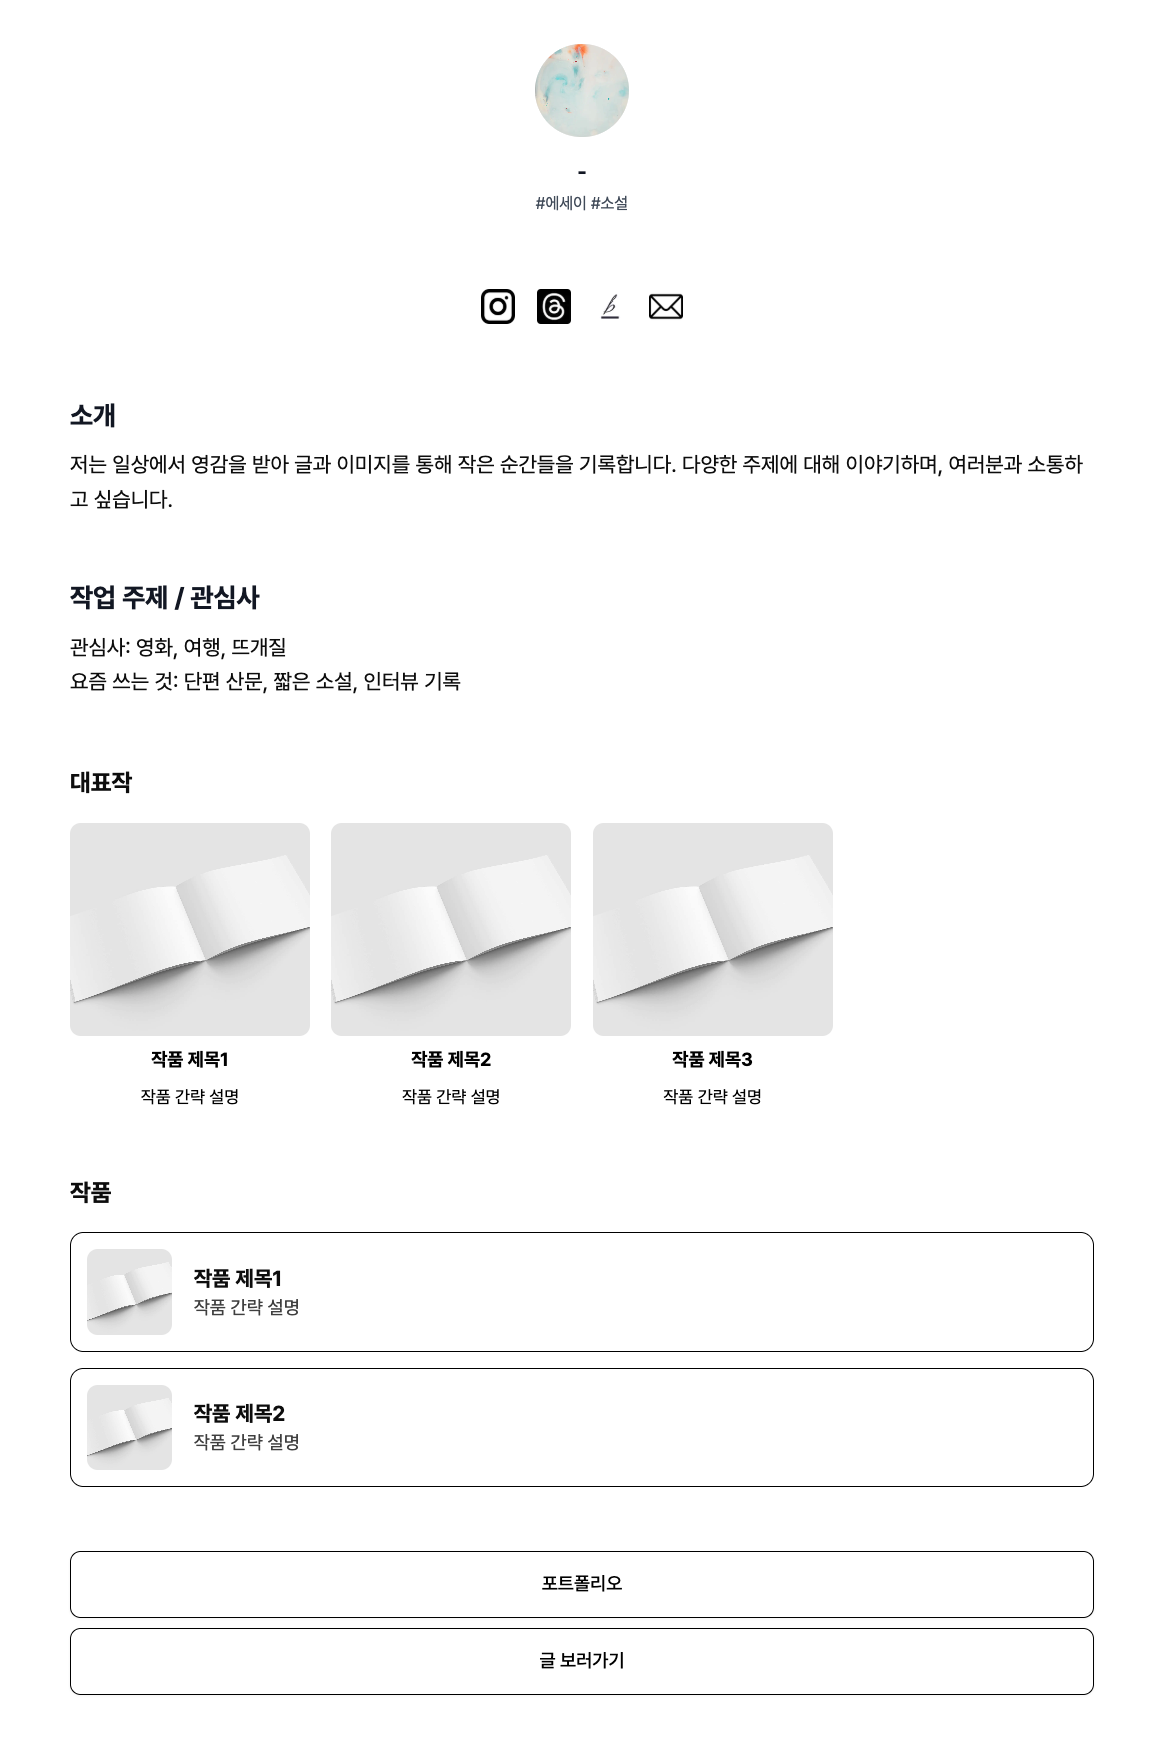 -
#에세이 #소설
소개
저는 일상에서 영감을 받아 글과 이미지를 통해 작은 순간들을 기록합니다. 다양한 주제에 대해 이야기하며, 여러분과 소통하
고 싶습니다.
작업 주제 / 관심사
관심사: 영화, 여행, 뜨개질
요즘 쓰는 것: 단편 산문, 짧은 소설, 인터뷰 기록
대표작
작품 제목1
작품 간략 설명
작품 제목2
작품 간략 설명
작품 제목3
작품 간략 설명
작품
작품 제목1
작품 간략 설명
작품 제목2
작품 간략 설명
포트폴리오
글 보러가기